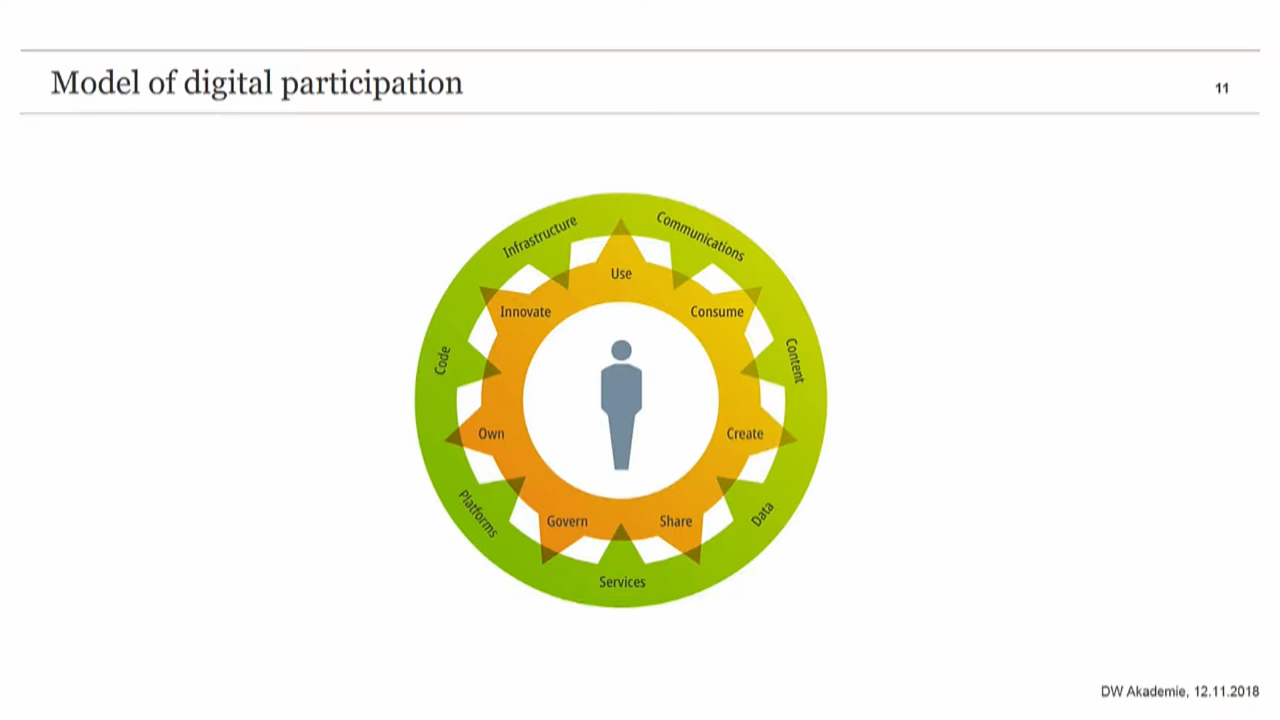 Model of digital participation
11
Infrastructure
Communications
Use
Innovate
Consume
Code
Content
Own
Create
Platforms
Data
Govern
Share
Services
DW Akademie, 12.11.2018